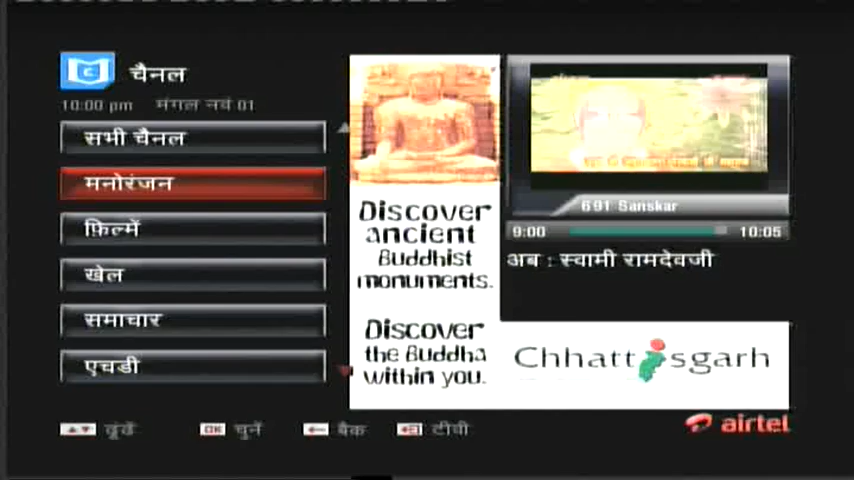 चैनल
10:00 pm मंगल नवं 01
सभी चैनल
मनोरंजन
फ़िल्में
खेल
समाचार
एचडी
Discover
ancient
Buddhist
monuments.
Discover
the Buddha
within you.
691 Sanskar
9:00 10:05
अब : स्वामी रामदेवजी
Chhattisgarh
ढूंढें OK चुनें बैक टीवी
airtel